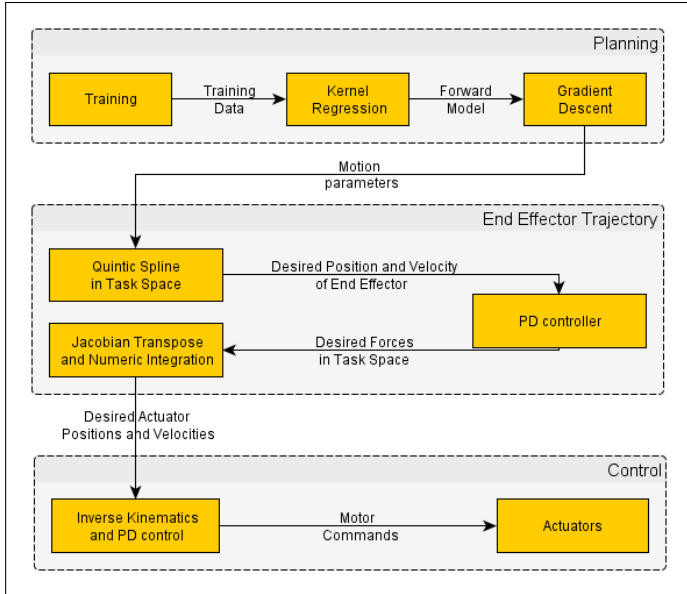 Planning
Training
Training
Data
Kernel
Regression
Forward
Model
Gradient
Descent
Motion
parameters
End Effector Trajectory
Quintic Spline
in Task Space
Desired Position and Velocity
of End Effector
PD controller
Desired Forces
in Task Space
Jacobian Transpose
and Numeric Integration
Desired Actuator
Positions and Velocities
Control
Inverse Kinematics
and PD control
Motor
Commands
Actuators